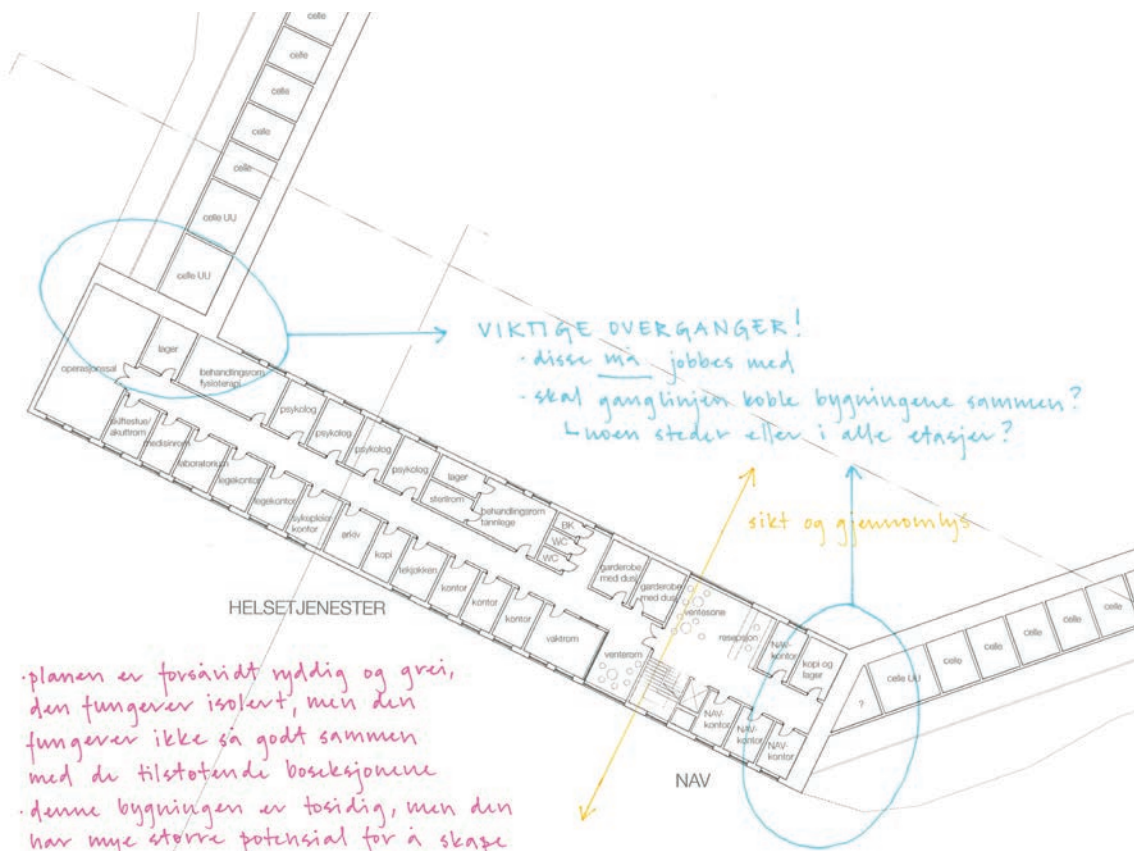 celle
celle
celle
celle
celle
celle UU
celle UU
VIKTIGE OVERGANGER!
· disse må jobbes med
· skal ganglinjen koble bygningene sammen?
noen steder eller i alle etasjer?
lager
operasjonssal
behandlingsrom
fysioterapi
psykolog
psykolog
psykolog
psykolog
skiftestue/
akuttrom
medisinrom
laboratorium
legekontor
legekontor
sykepleier
kontor
arkiv
kopi
tekjøkken
kontor
kontor
kontor
vaktrom
lager
sterilrom
behandlingsrom
tannlege
BK
WC
WC
garderobe
med dusj
garderobe
med dusj
sikt og gjennomlys
ventesone
resepsjon
venterom
NAV-
kontor
kopi og
lager
NAV-
kontor
NAV-
kontor
NAV-
kontor
?
celle UU
celle
celle
celle
celle
celle
HELSETJENESTER
NAV
· planen er forsåvidt ryddig og grei,
den fungerer isolert, men den
fungerer ikke så godt sammen
med de tilstøtende boseksjonene
· denne bygningen er tosidig, men den
har mye større potensial for å skape